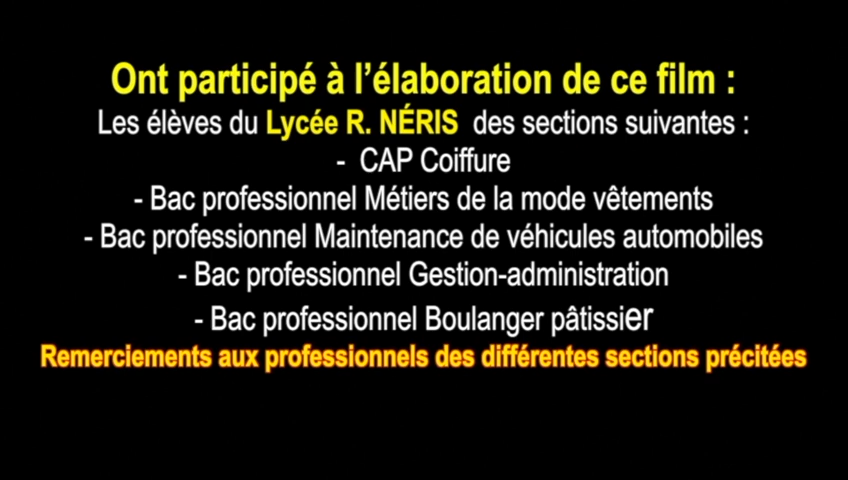 Ont participé à l'élaboration de ce film :
Les élèves du Lycée R. NÉRIS des sections suivantes :
- CAP Coiffure
- Bac professionnel Métiers de la mode vêtements
- Bac professionnel Maintenance de véhicules automobiles
- Bac professionnel Gestion-administration
- Bac professionnel Boulanger pâtissier
Remerciements aux professionnels des différentes sections précitées